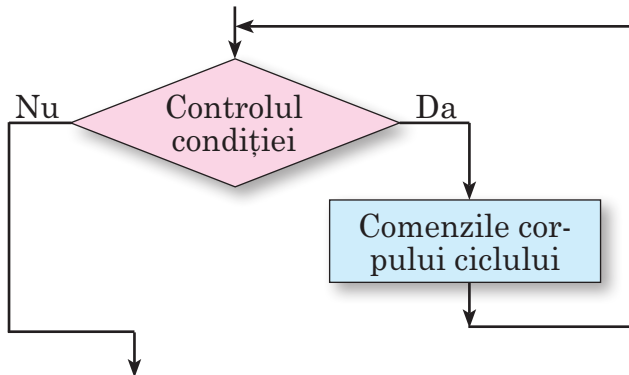 Nu
Controlul
condiției
Da
Comenzile cor-
pului ciclului